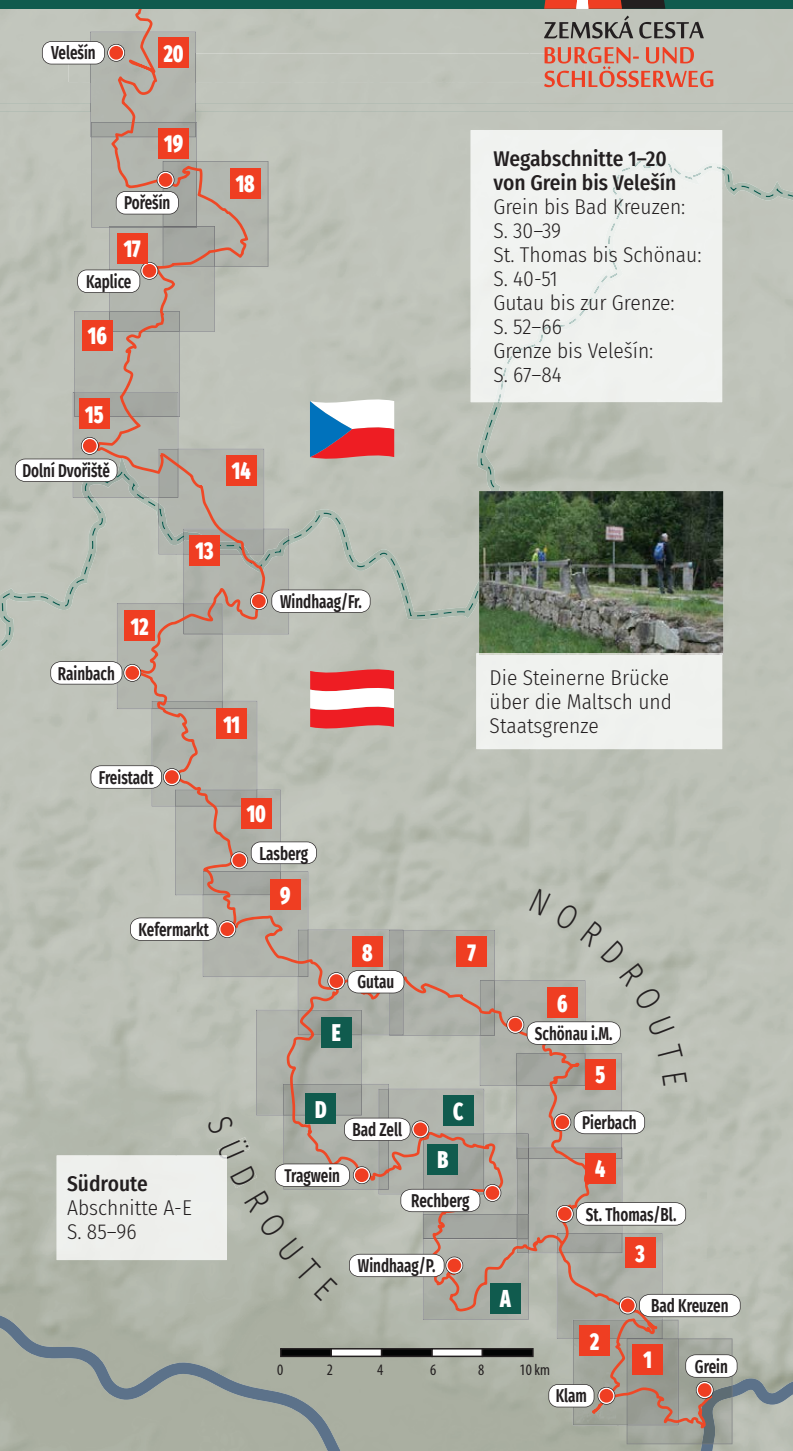 ZEMSKÁ CESTA
BURGEN- UND
SCHLÖSSERWEG
Wegabschnitte 1–20
von Grein bis Velešín
Grein bis Bad Kreuzen:
S. 30–39
St. Thomas bis Schönau:
S. 40-51
Gutau bis zur Grenze:
S. 52–66
Grenze bis Velešín:
S. 67–84
Velešín
20
19
18
Pořešín
17
Kaplice
16
15
Dolní Dvořiště
14
13
Windhaag/Fr.
12
Rainbach
Die Steinerne Brücke
über die Maltsch und
Staatsgrenze
11
Freistadt
10
Lasberg
9
Kefermarkt
NORDROUTE
8
7
Gutau
6
Schönau i.M.
E
5
D
C
Bad Zell
Pierbach
SÜDROUTE
B
Tragwein
4
Rechberg
Südroute
Abschnitte A-E
S. 85–96
St. Thomas/Bl.
3
Windhaag/P.
A
Bad Kreuzen
2
1
Grein
Klam
0 2 4 6 8 10 km